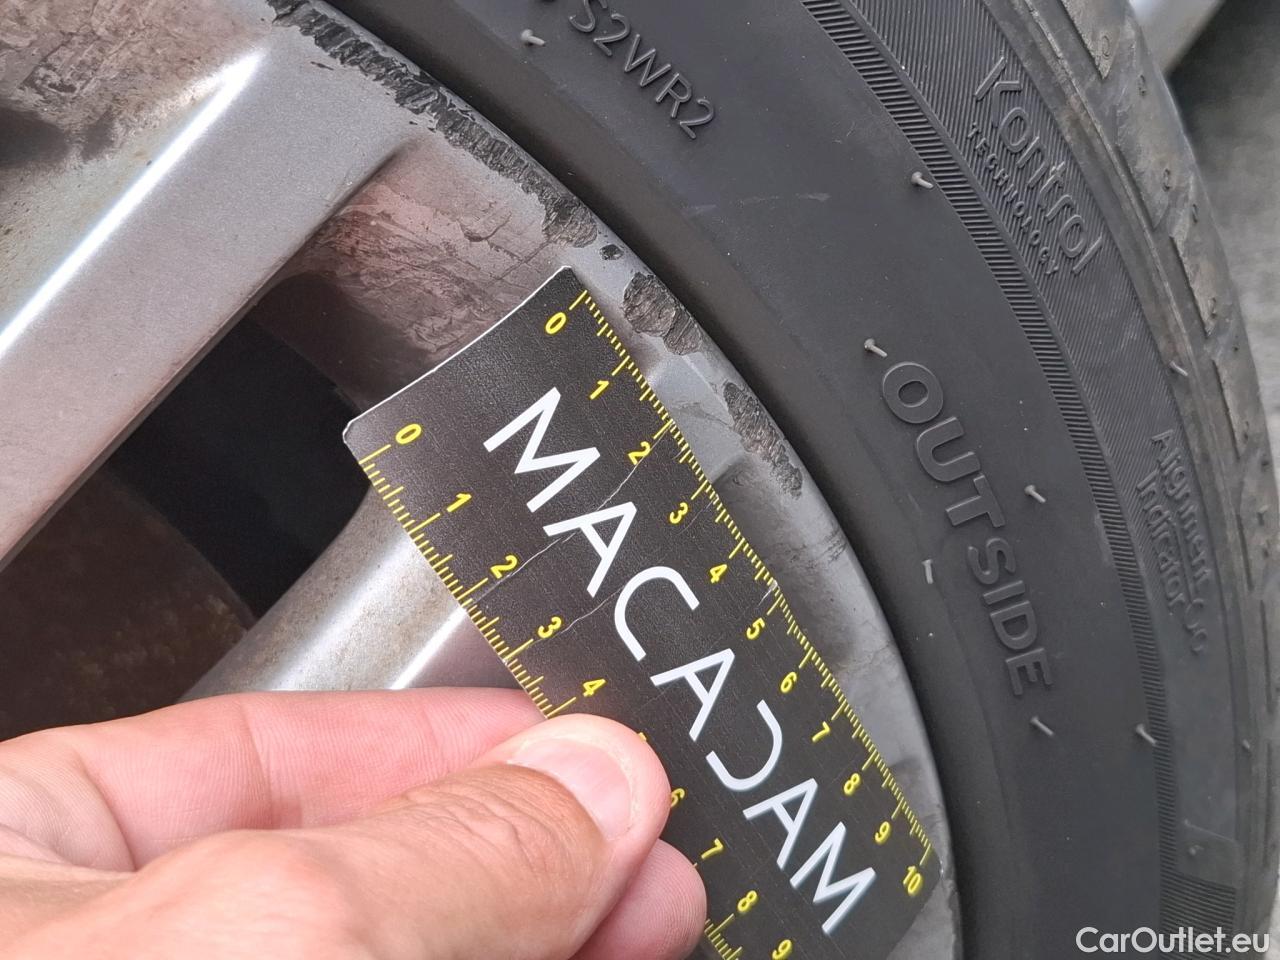 S2WR2
Kontrol
TECHNOLOGY
OUTSIDE
Alignment
Indicator
0 1 2 3 4 5 6 7 8 9 10
MACADAM
0 1 2 3 4 6 7 8 9
CarOutlet.eu